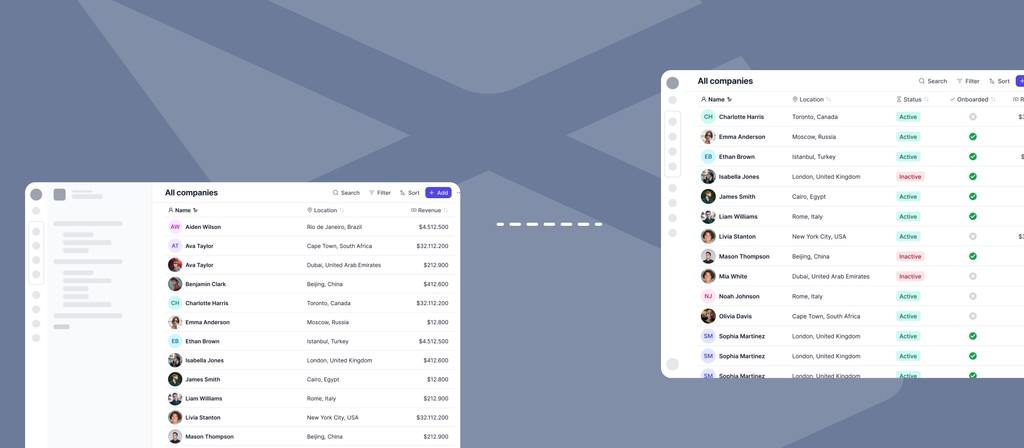 All companies
Search Filter Sort + Add
Name Location Revenue
AW Aiden Wilson Rio de Janeiro, Brazil $4.512.500
AT Ava Taylor Cape Town, South Africa $32.112.200
Ava Taylor Dubai, United Arab Emirates $212.900
Benjamin Clark Beijing, China $412.600
CH Charlotte Harris Toronto, Canada $32.112.200
Emma Anderson Moscow, Russia $12.800
EB Ethan Brown Istanbul, Turkey $4.512.500
Isabella Jones London, United Kingdom $412.600
James Smith Cairo, Egypt $12.800
Liam Williams Rome, Italy $212.900
Livia Stanton New York City, USA $32.112.200
Mason Thompson Beijing, China $212.900
All companies
Search Filter Sort +
Name Location Status Onboarded R
CH Charlotte Harris Toronto, Canada Active $3
Emma Anderson Moscow, Russia Active
EB Ethan Brown Istanbul, Turkey Active $
Isabella Jones London, United Kingdom Inactive
James Smith Cairo, Egypt Active
Liam Williams Rome, Italy Active
Livia Stanton New York City, USA Active $3
Mason Thompson Beijing, China Inactive
Mia White Dubai, United Arab Emirates Inactive
NJ Noah Johnson Rome, Italy Active
Olivia Davis Cape Town, South Africa Active
SM Sophia Martinez London, United Kingdom Active
SM Sophia Martinez London, United Kingdom Active
SM Sophia Martinez London, United Kingdom Active